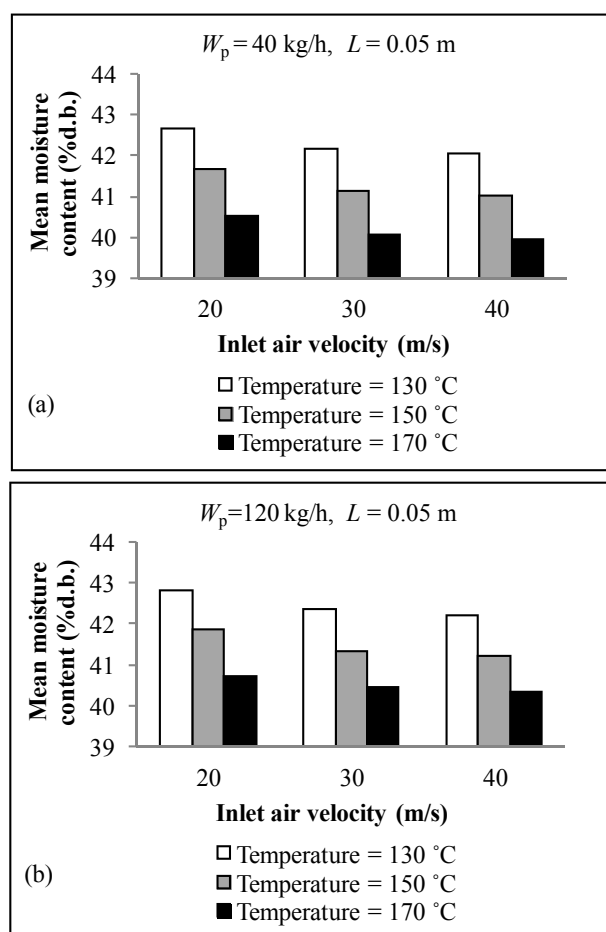 Wp = 40 kg/h, L = 0.05 m
Mean moisture
content (%d.b.)
44
43
42
41
40
39
20 30 40
Inlet air velocity (m/s)
Temperature = 130 ˚C
Temperature = 150 ˚C
(a)
Temperature = 170 ˚C
Wp=120 kg/h, L = 0.05 m
Mean moisture
content (%d.b.)
44
43
42
41
40
39
20 30 40
Inlet air velocity (m/s)
Temperature = 130 ˚C
(b)
Temperature = 150 ˚C
Temperature = 170 ˚C